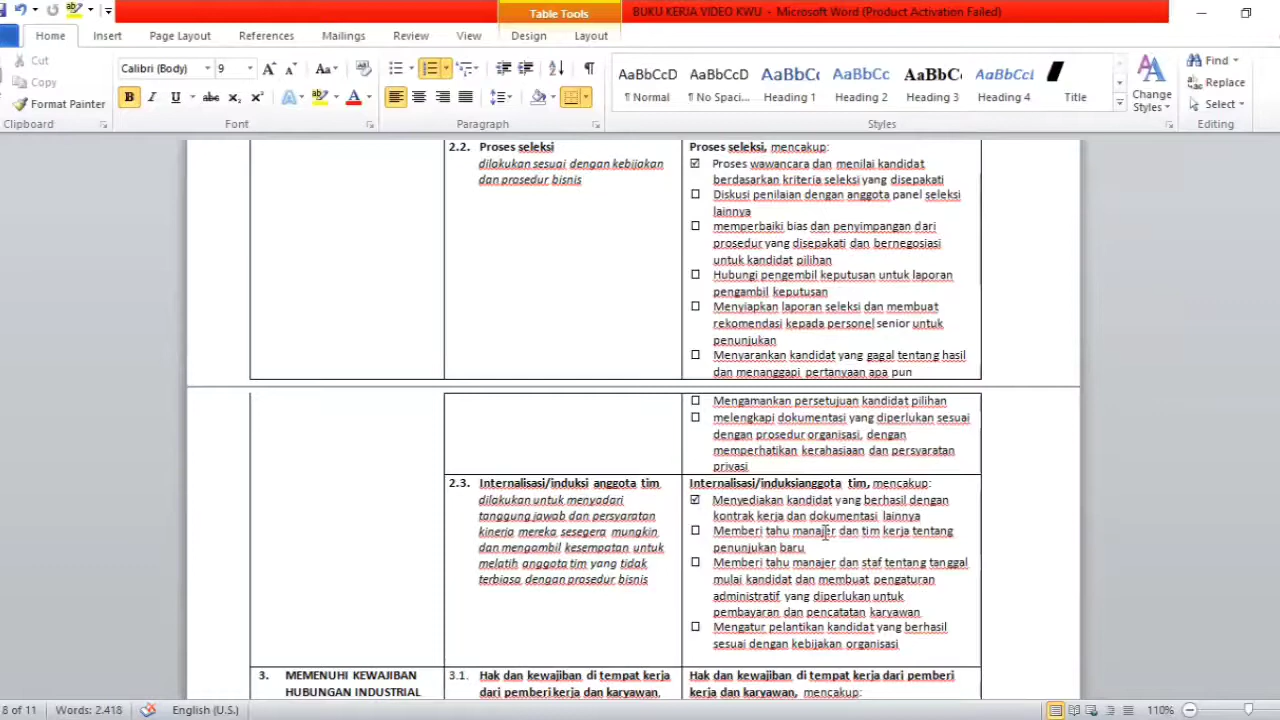 Table Tools
BUKU KERJA VIDEO KWU - Microsoft Word (Product Activation Failed)
Home Insert Page Layout References Mailings Review View Design Layout
Cut
Copy
Format Painter
Clipboard
Calibri (Body) 9
Font
Paragraph
AaBbCcD AaBbCcD AaBbCc AaBbCc AaBbCc AaBbCcI
¶ Normal ¶ No Spaci... Heading 1 Heading 2 Heading 3 Heading 4 Title
Styles
Change
Styles
Find
Replace
Select
Editing
2.2. Proses seleksi
dilakukan sesuai dengan kebijakan
dan prosedur bisnis
Proses seleksi, mencakup:
Proses wawancara dan menilai kandidat
berdasarkan kriteria seleksi yang disepakati
Diskusi penilaian dengan anggota panel seleksi
lainnya
memperbaiki bias dan penyimpangan dari
prosedur yang disepakati dan bernegosiasi
untuk kandidat pilihan
Hubungi pengembil keputusan untuk laporan
pengambil keputusan
Menyiapkan laporan seleksi dan membuat
rekomendasi kepada personel senior untuk
penunjukan
Menyarankan kandidat yang gagal tentang hasil
dan menanggapi pertanyaan apa pun
Mengamankan persetujuan kandidat pilihan
melengkapi dokumentasi yang diperlukan sesuai
dengan prosedur organisasi, dengan
memperhatikan kerahasiaan dan persyaratan
privasi
2.3. Internalisasi/induksi anggota tim
dilakukan untuk menyadari
tanggung jawab dan persyaratan
kinerja mereka sesegera mungkin
dan mengambil kesempatan untuk
melatih anggota tim yang tidak
terbiasa dengan prosedur bisnis
Internalisasi/induksianggota tim, mencakup:
Menyediakan kandidat yang berhasil dengan
kontrak kerja dan dokumentasi lainnya
Memberi tahu manajer dan tim kerja tentang
penunjukan baru
Memberi tahu manajer dan staf tentang tanggal
mulai kandidat dan membuat pengaturan
administratif yang diperlukan untuk
pembayaran dan pencatatan karyawan
Mengatur pelantikan kandidat yang berhasil
sesuai dengan kebijakan organisasi
3. MEMENUHI KEWAJIBAN
HUBUNGAN INDUSTRIAL
3.1. Hak dan kewajiban di tempat kerja
dari pemberi kerja dan karyawan,
Hak dan kewajiban di tempat kerja dari pemberi
kerja dan karyawan, mencakup:
8 of 11 Words: 2.418 English (U.S.) 110%